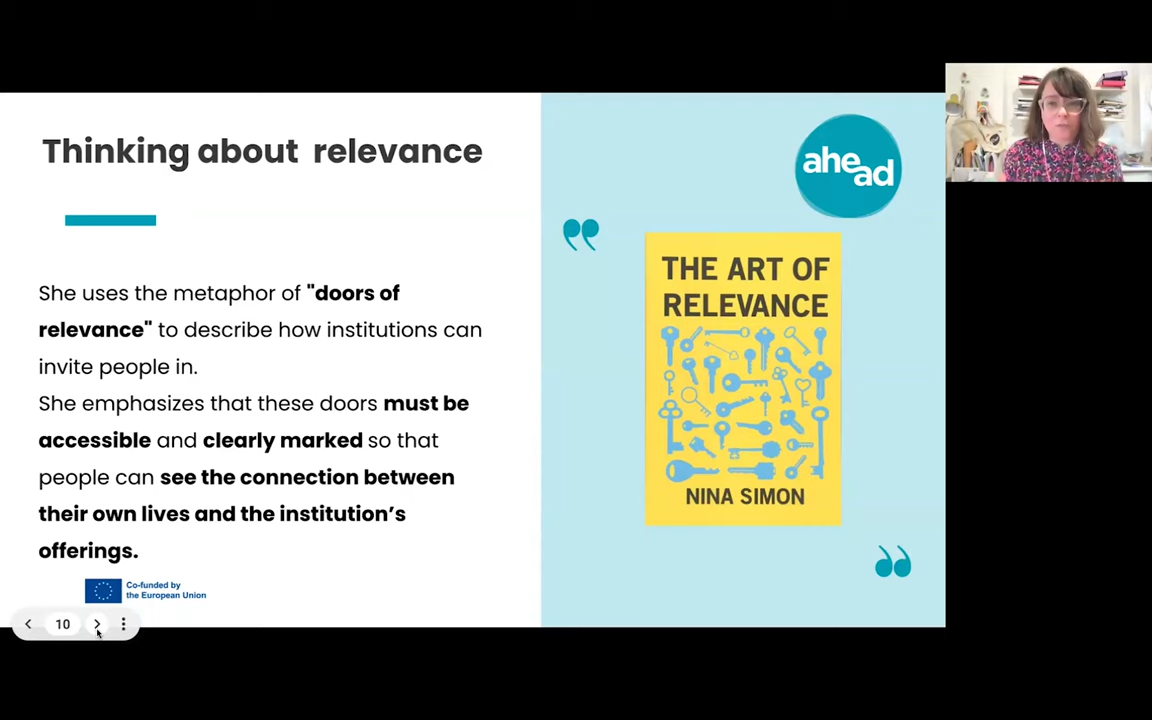 Thinking about relevance
She uses the metaphor of "doors of
relevance" to describe how institutions can
invite people in.
She emphasizes that these doors must be
accessible and clearly marked so that
people can see the connection between
their own lives and the institution's
offerings.
Co-funded by
the European Union
10
ahead
THE ART OF
RELEVANCE
NINA SIMON